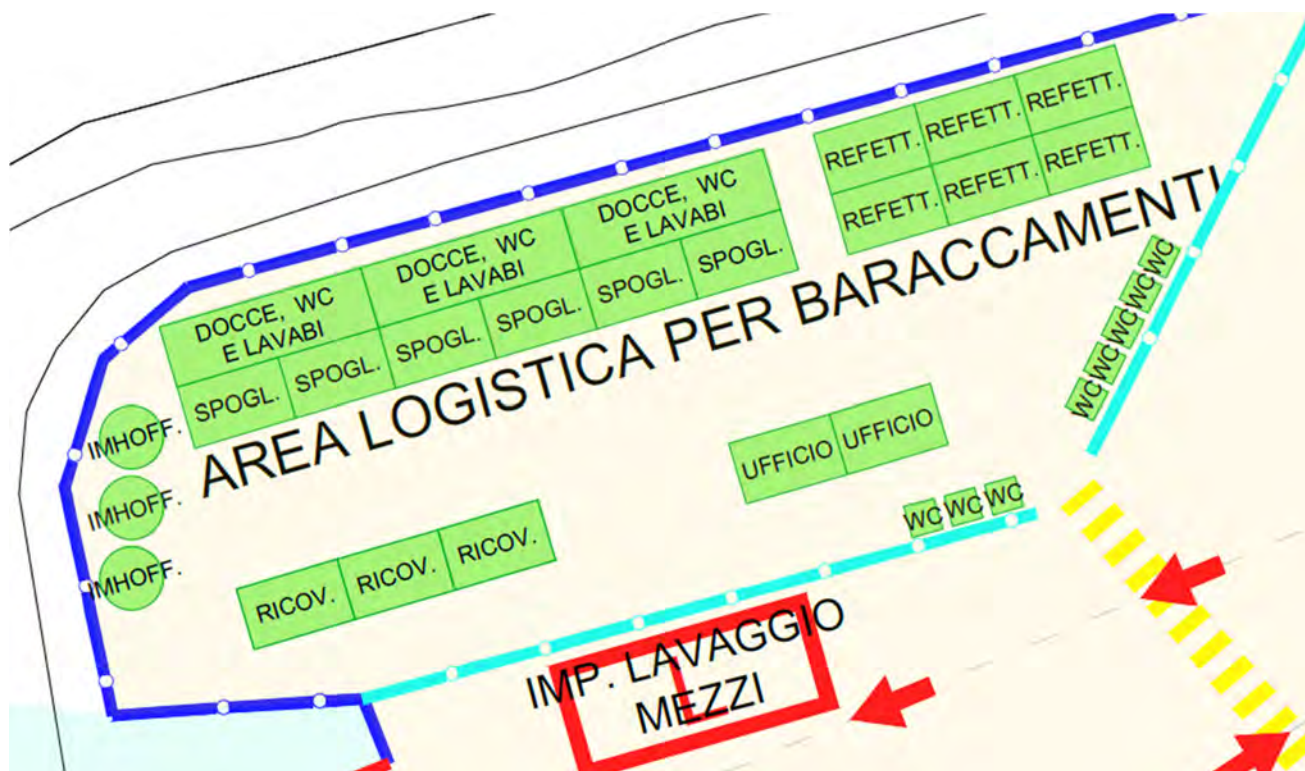 REFETT. REFETT. REFETT.
REFETT. REFETT. REFETT.
DOCCE, WC
E LAVABI
DOCCE, WC
E LAVABI
DOCCE, WC
E LAVABI
SPOGL. SPOGL. SPOGL. SPOGL. SPOGL. SPOGL.
AREA LOGISTICA PER BARACCAMENTI
WC WC WC WC WC
IMHOFF.
IMHOFF.
IMHOFF.
UFFICIO UFFICIO
WC WC WC
RICOV. RICOV. RICOV.
IMP. LAVAGGIO
MEZZI